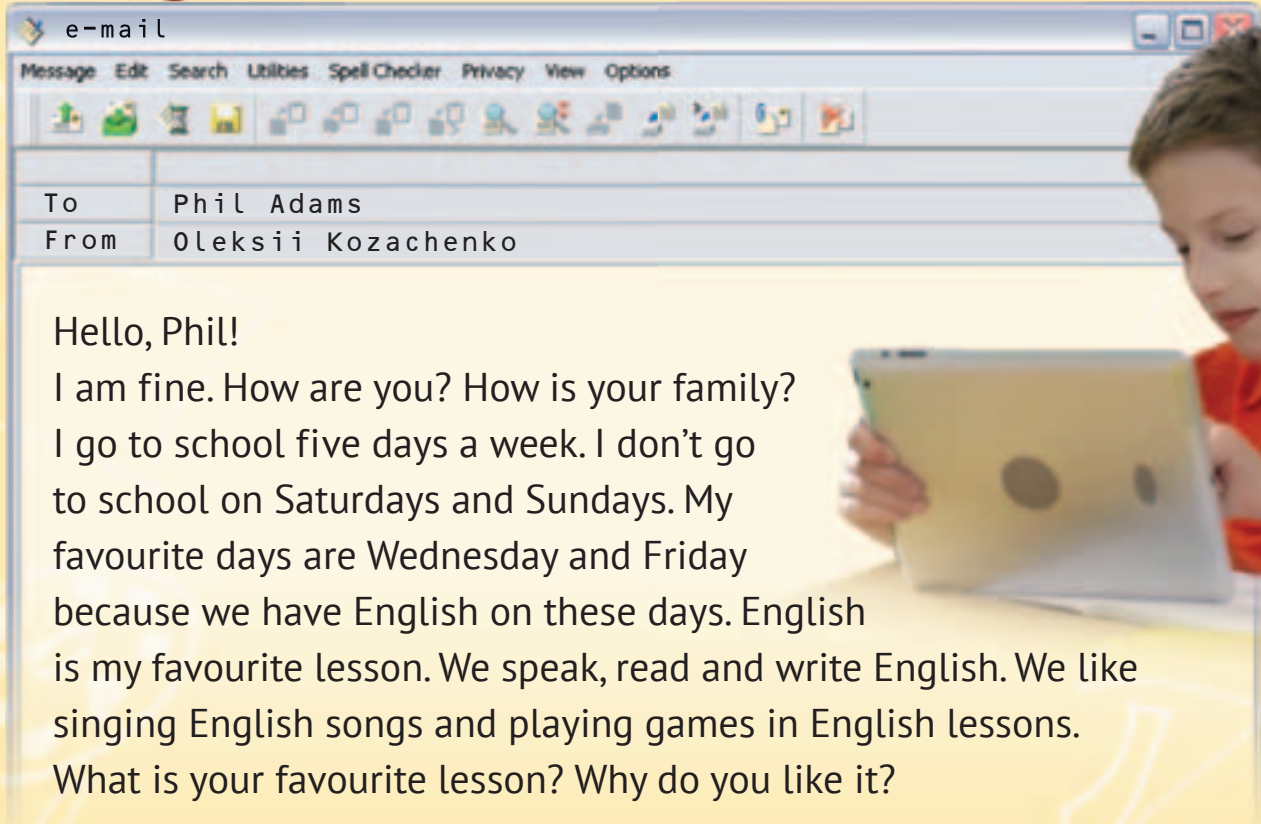 e-mail
Message Edit Search Utilities Spell Checker Privacy View Options
To Phil Adams
From Oleksii Kozachenko
Hello, Phil!
I am fine. How are you? How is your family?
I go to school five days a week. I don't go
to school on Saturdays and Sundays. My
favourite days are Wednesday and Friday
because we have English on these days. English
is my favourite lesson. We speak, read and write English. We like
singing English songs and playing games in English lessons.
What is your favourite lesson? Why do you like it?